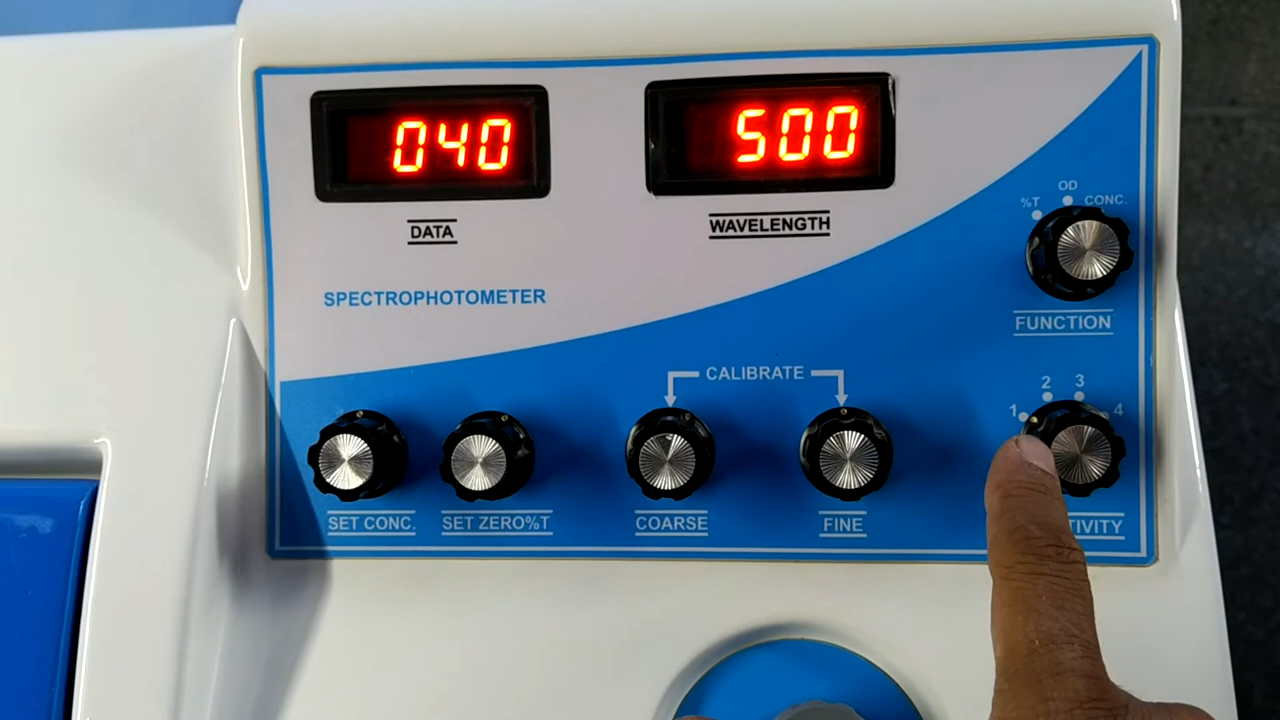 040 500
DATA WAVELENGTH
SPECTROPHOTOMETER
%T OD CONC.
FUNCTION
CALIBRATE
1 2 3 4
SET CONC. SET ZERO%T COARSE FINE